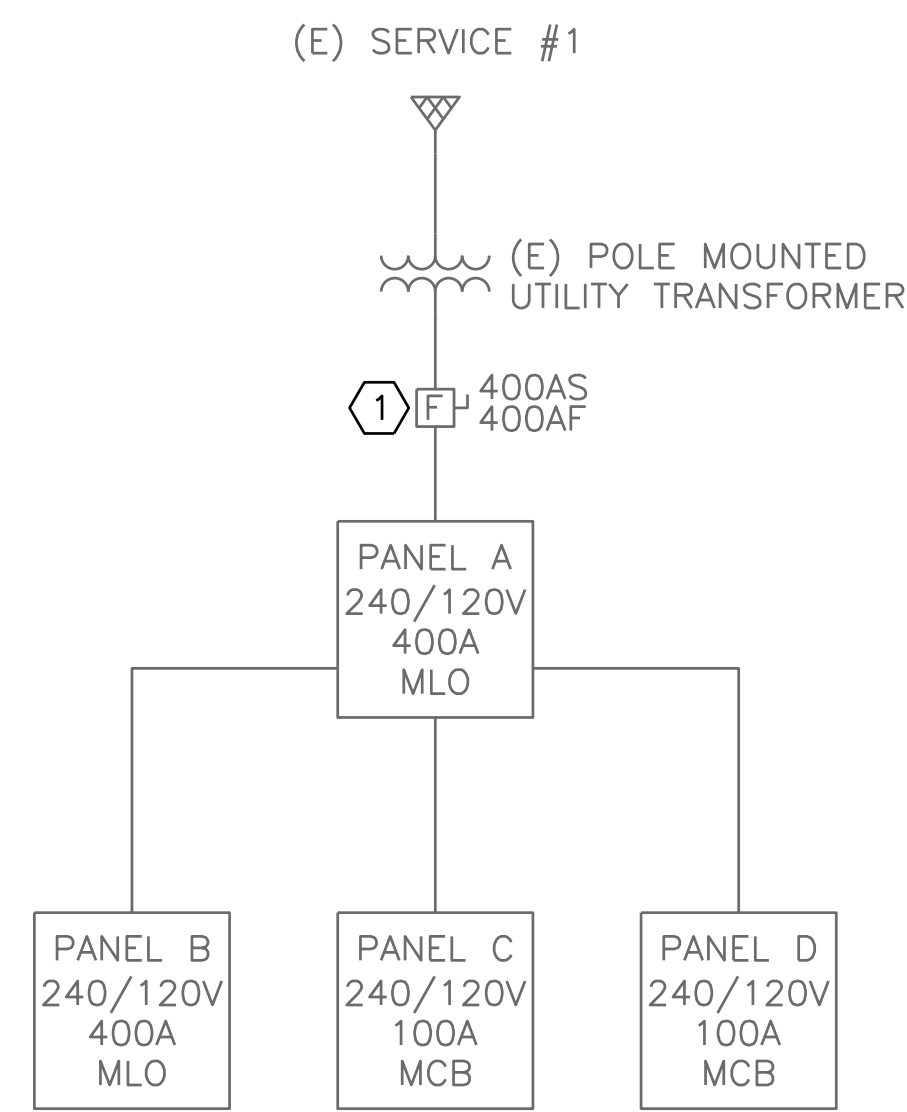 (E) SERVICE #1
(E) POLE MOUNTED
UTILITY TRANSFORMER
1
F
400AS
400AF
PANEL A
240/120V
400A
MLO
PANEL B
240/120V
400A
MLO
PANEL C
240/120V
100A
MCB
PANEL D
240/120V
100A
MCB